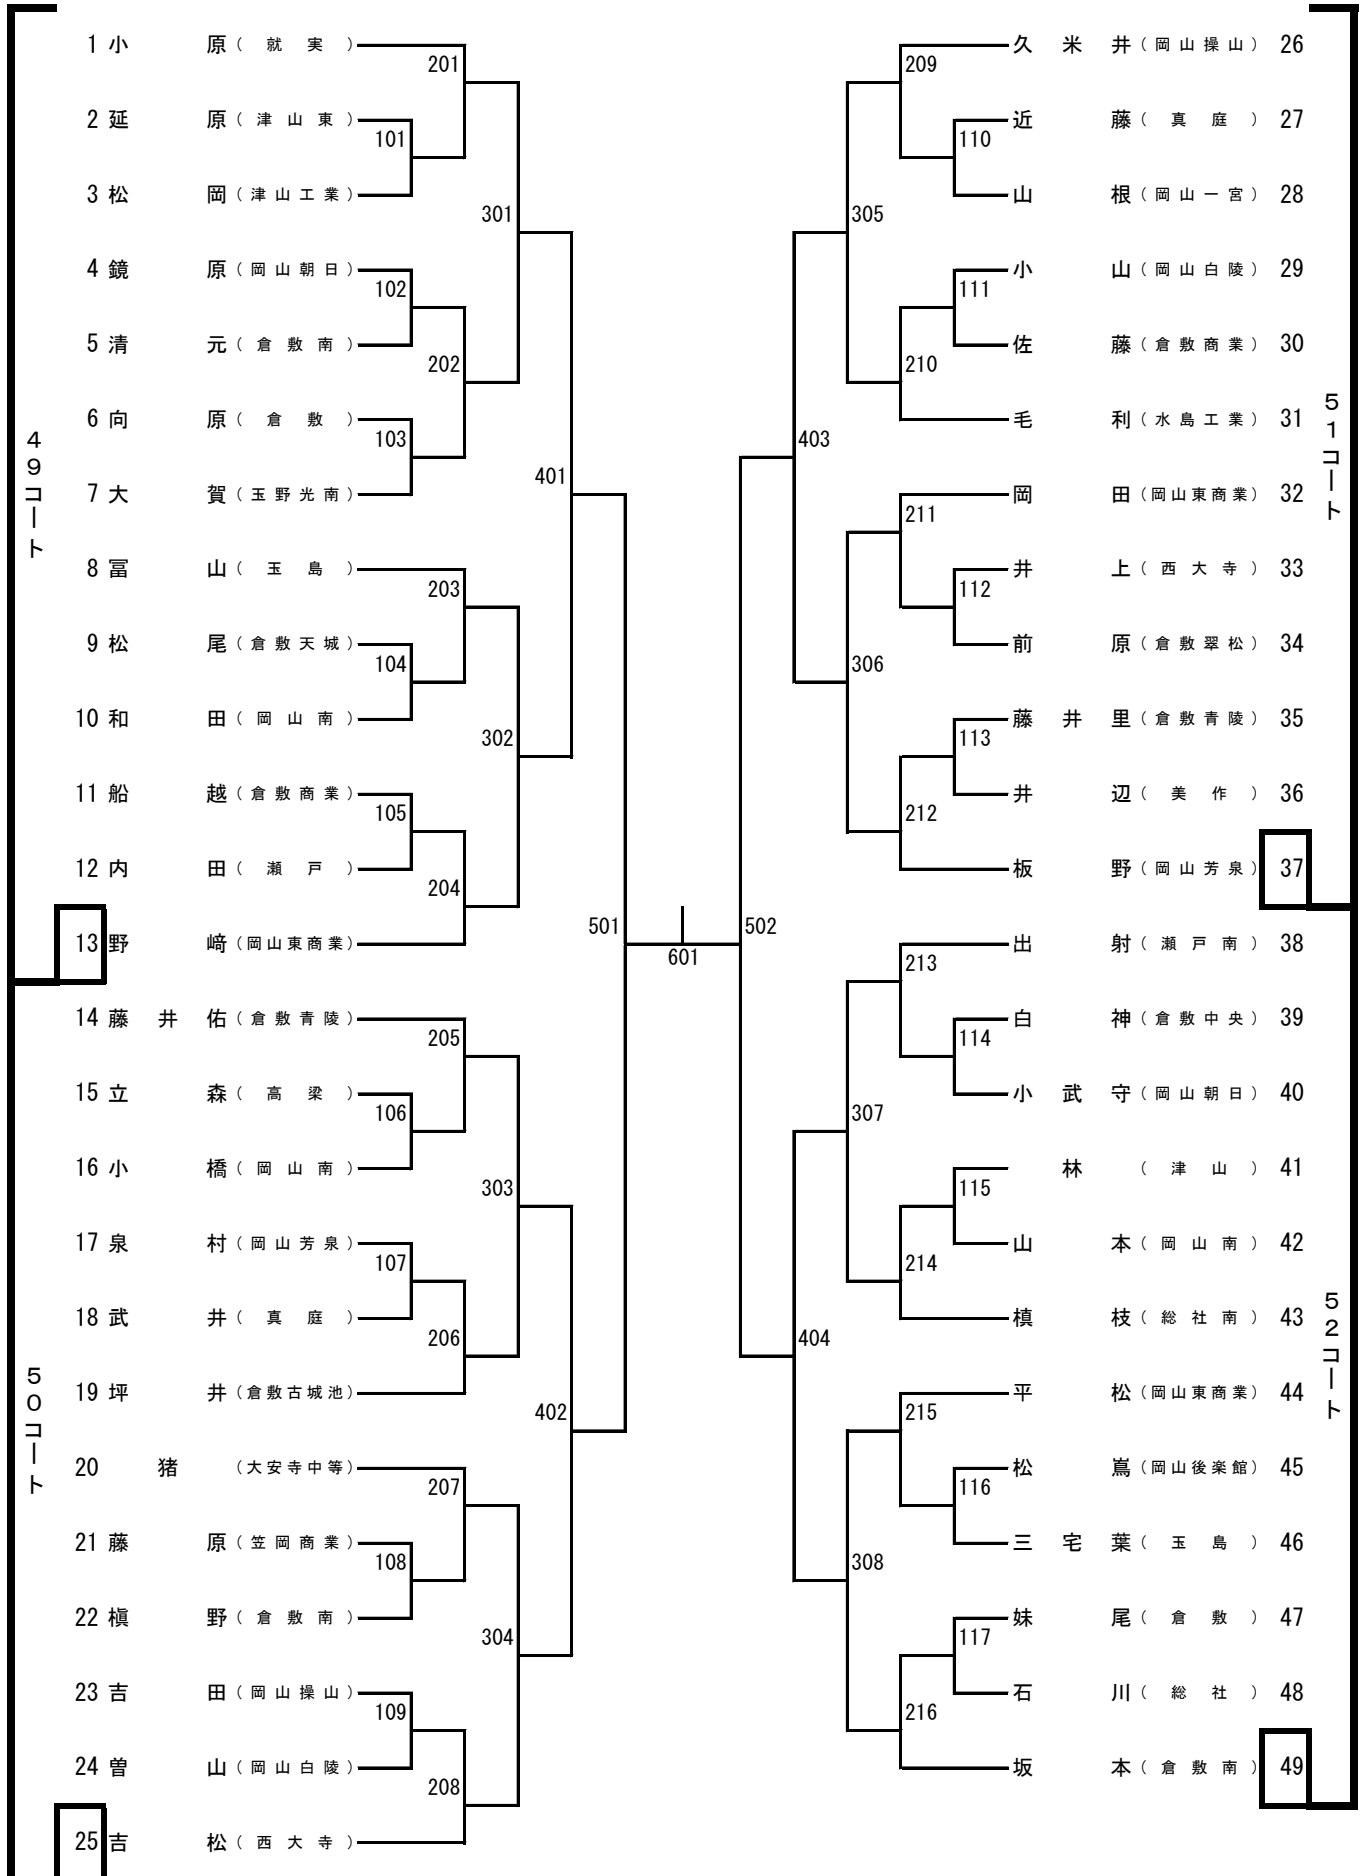 49コート
1 小原（就実）
201
2 延原（津山東）
101
3 松岡（津山工業）
301
4 鏡原（岡山朝日）
102
5 清元（倉敷南）
202
6 向原（倉敷）
103
7 大賀（玉野光南）
401
8 冨山（玉島）
203
9 松尾（倉敷天城）
104
10 和田（岡山南）
302
11 船越（倉敷商業）
105
12 内田（瀬戸）
204
13 野﨑（岡山東商業）
501
50コート
14 藤井佑（倉敷青陵）
205
15 立森（高梁）
106
16 小橋（岡山南）
303
17 泉村（岡山芳泉）
107
18 武井（真庭）
206
19 坪井（倉敷古城池）
402
20 猪（大安寺中等）
207
21 藤原（笠岡商業）
108
22 槇野（倉敷南）
304
23 吉田（岡山操山）
109
24 曽山（岡山白陵）
208
25 吉松（西大寺）
601
51コート
久米井（岡山操山） 26
209
近藤（真庭） 27
110
山根（岡山一宮） 28
305
小山（岡山白陵） 29
111
佐藤（倉敷商業） 30
210
毛利（水島工業） 31
403
岡田（岡山東商業） 32
211
井上（西大寺） 33
112
前原（倉敷翠松） 34
306
藤井里（倉敷青陵） 35
113
井辺（美作） 36
212
板野（岡山芳泉） 37
502
52コート
出射（瀬戸南） 38
213
白神（倉敷中央） 39
114
小武守（岡山朝日） 40
307
林（津山） 41
115
山本（岡山南） 42
214
槙枝（総社南） 43
404
平松（岡山東商業） 44
215
松嶌（岡山後楽館） 45
116
三宅葉（玉島） 46
308
妹尾（倉敷） 47
117
石川（総社） 48
216
坂本（倉敷南） 49